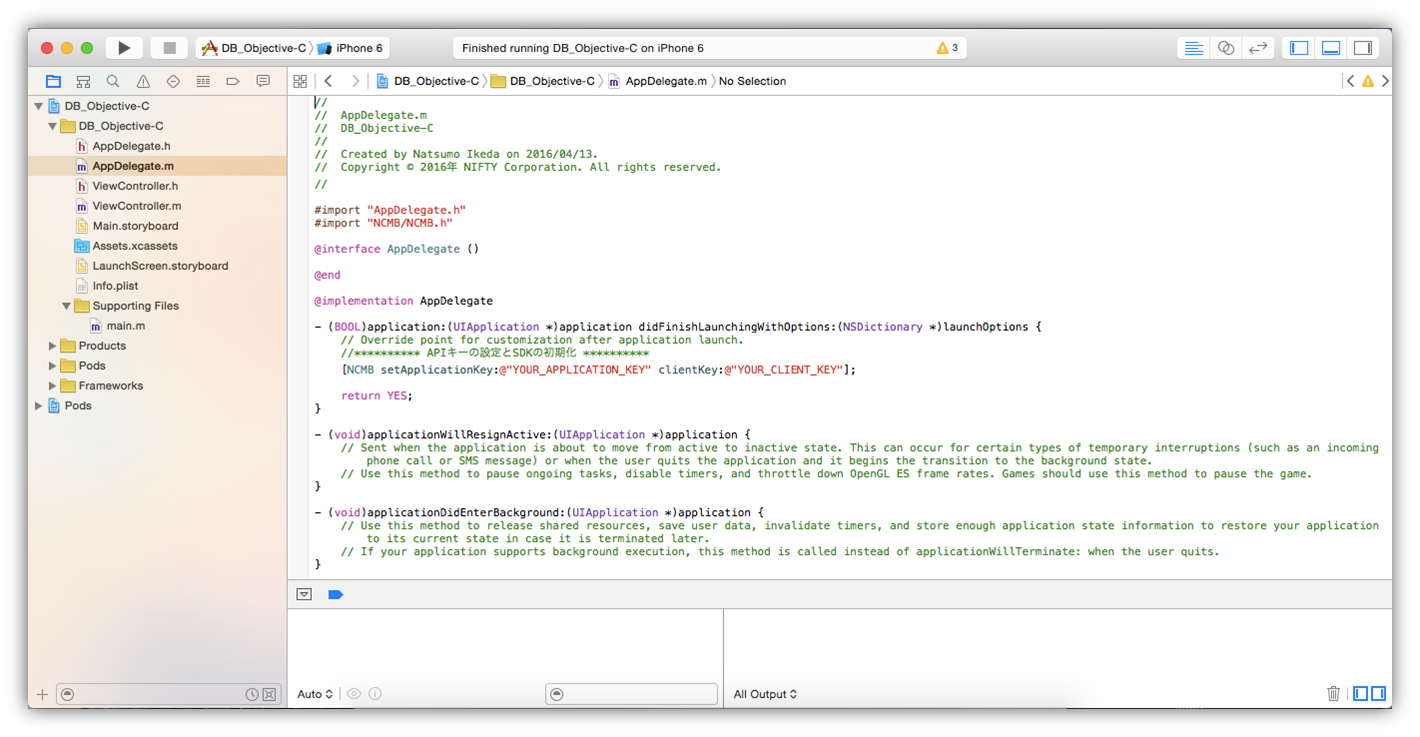 DB_Objective-C iPhone 6
Finished running DB_Objective-C on iPhone 6
3
DB_Objective-C DB_Objective-C AppDelegate.m No Selection
DB_Objective-C
DB_Objective-C
AppDelegate.h
AppDelegate.m
ViewController.h
ViewController.m
Main.storyboard
Assets.xcassets
LaunchScreen.storyboard
Info.plist
Supporting Files
main.m
Products
Pods
Frameworks
Pods
//
//  AppDelegate.m
//  DB_Objective-C
//
//  Created by Natsumo Ikeda on 2016/04/13.
//  Copyright © 2016年 NIFTY Corporation. All rights reserved.
//
#import "AppDelegate.h"
#import "NCMB/NCMB.h"
@interface AppDelegate ()
@end
@implementation AppDelegate
- (BOOL)application:(UIApplication *)application didFinishLaunchingWithOptions:(NSDictionary *)launchOptions {
// Override point for customization after application launch.
//********** APIキーの設定とSDKの初期化 **********
[NCMB setApplicationKey:@"YOUR_APPLICATION_KEY" clientKey:@"YOUR_CLIENT_KEY"];
return YES;
}
- (void)applicationWillResignActive:(UIApplication *)application {
// Sent when the application is about to move from active to inactive state. This can occur for certain types of temporary interruptions (such as an incoming
phone call or SMS message) or when the user quits the application and it begins the transition to the background state.
// Use this method to pause ongoing tasks, disable timers, and throttle down OpenGL ES frame rates. Games should use this method to pause the game.
}
- (void)applicationDidEnterBackground:(UIApplication *)application {
// Use this method to release shared resources, save user data, invalidate timers, and store enough application state information to restore your application
to its current state in case it is terminated later.
// If your application supports background execution, this method is called instead of applicationWillTerminate: when the user quits.
}
Auto
All Output